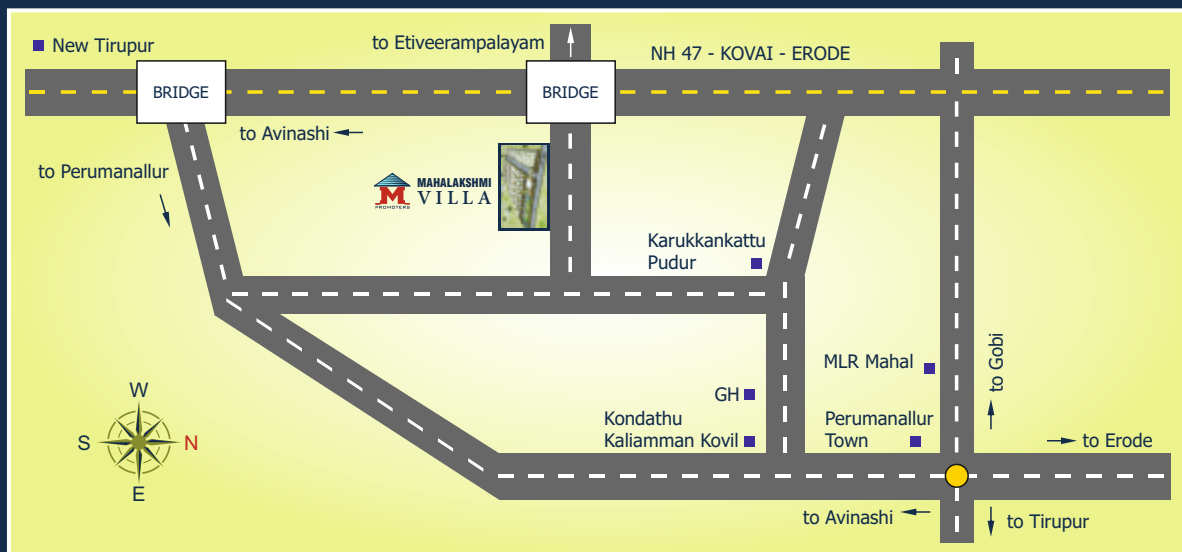 New Tirupur
to Etiveerampalayam
NH 47 - KOVAI - ERODE
BRIDGE
BRIDGE
to Avinashi
to Perumanallur
MAHALAKSHMI
VILLA
M
PROMOTERS
Karukkankattu
Pudur
MLR Mahal
to Gobi
GH
Kondathu
Kaliamman Kovil
Perumanallur
Town
to Erode
to Avinashi
to Tirupur
W
S
N
E